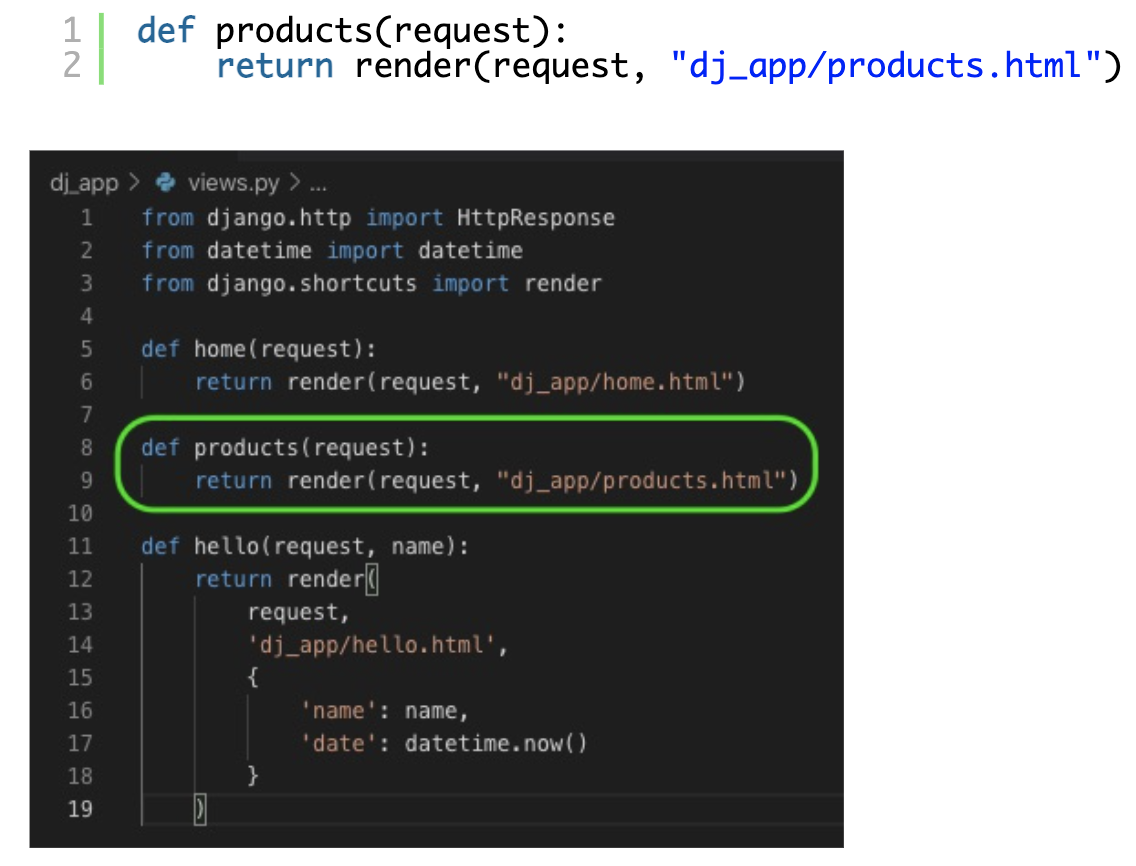 1 def products(request):
2     return render(request, "dj_app/products.html")
dj_app > views.py > ...
1 from django.http import HttpResponse
2 from datetime import datetime
3 from django.shortcuts import render
4
5 def home(request):
6     return render(request, "dj_app/home.html")
7
8 def products(request):
9     return render(request, "dj_app/products.html")
10
11 def hello(request, name):
12     return render(
13         request,
14         'dj_app/hello.html',
15         {
16             'name': name,
17             'date': datetime.now()
18         }
19     )